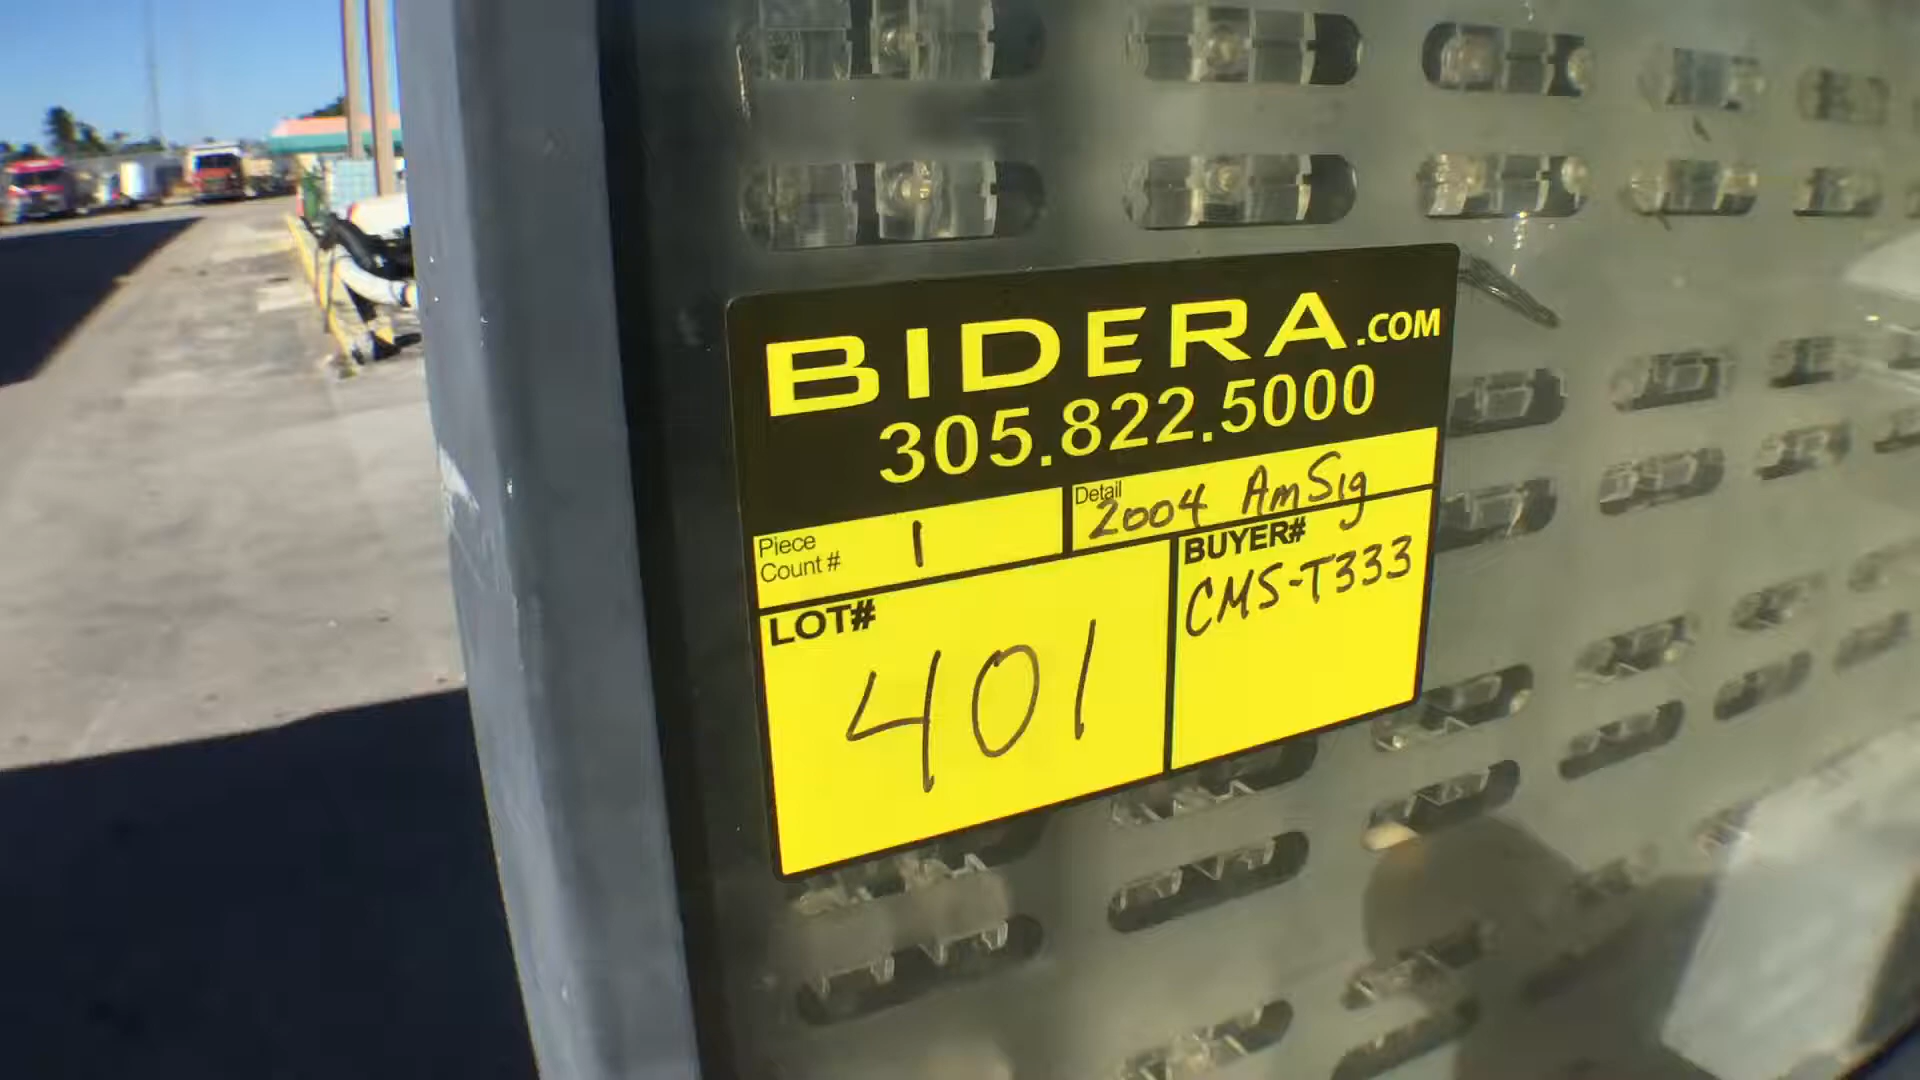 BIDERA.COM
305.822.5000
Piece Count # 1
Detail 2004 AmSig
LOT# 401
BUYER# CMS-T333